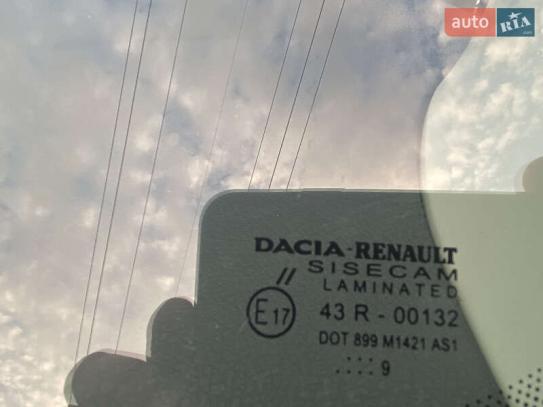 auto RIA
DACIA-RENAULT
SISECAM
// LAMINATED
E17 43 R - 00132
DOT 899 M1421 AS1
.... 9